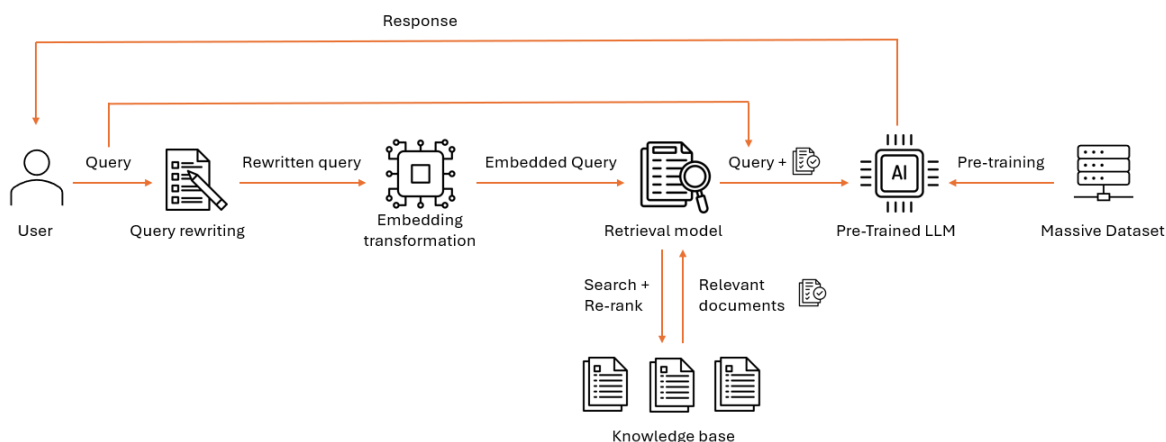 Response
Query
Rewritten query
Embedded Query
Query +
Pre-training
AI
User
Query rewriting
Embedding
transformation
Retrieval model
Pre-Trained LLM
Massive Dataset
Search +
Re-rank
Relevant
documents
Knowledge base